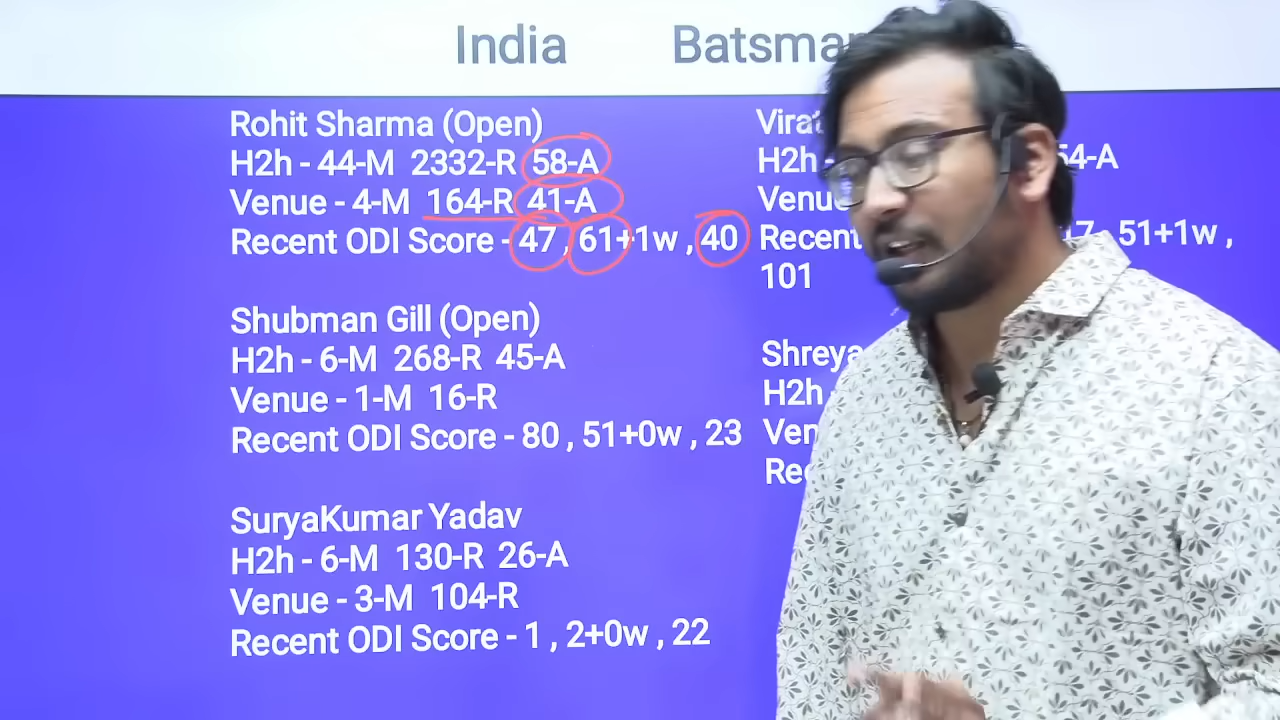 India Batsman
Rohit Sharma (Open)
H2h - 44-M 2332-R 58-A
Venue - 4-M 164-R 41-A
Recent ODI Score - 47 , 61+1w , 40
Shubman Gill (Open)
H2h - 6-M 268-R 45-A
Venue - 1-M 16-R
Recent ODI Score - 80 , 51+0w , 23
SuryaKumar Yadav
H2h - 6-M 130-R 26-A
Venue - 3-M 104-R
Recent ODI Score - 1 , 2+0w , 22
Virat
H2h - 54-A
Venue
Recent 51+1w ,
101
Shreya
H2h
Ven
Rec